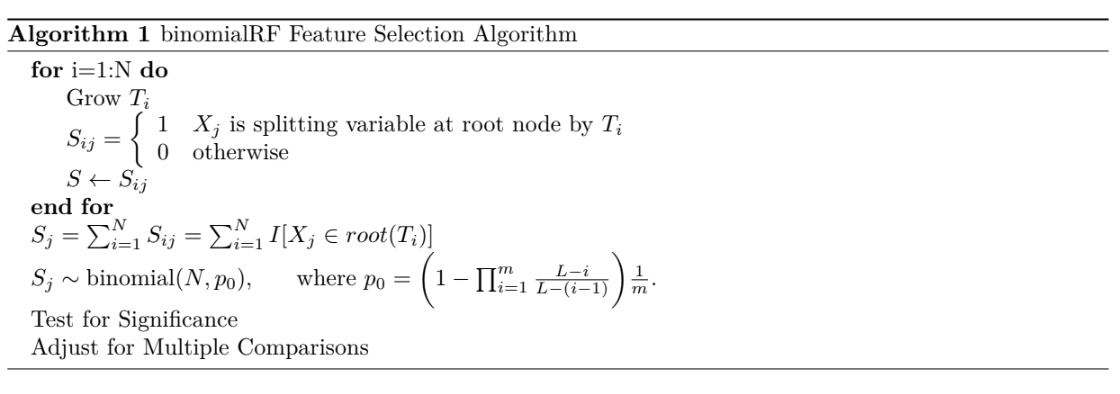 Algorithm 1 binomialRF Feature Selection Algorithm
for i=1:N do
Grow $T_i$
$S_{ij} = \begin{cases} 1 & X_j \text{ is splitting variable at root node by } T_i \\ 0 & \text{otherwise} \end{cases}$
$S \leftarrow S_{ij}$
end for
$S_j = \sum_{i=1}^{N} S_{ij} = \sum_{i=1}^{N} I[X_j \in root(T_i)]$
$S_j \sim \text{binomial}(N, p_0), \quad \text{where } p_0 = \left(1 - \prod_{i=1}^{m} \frac{L-i}{L-(i-1)}\right) \frac{1}{m}.$
Test for Significance
Adjust for Multiple Comparisons